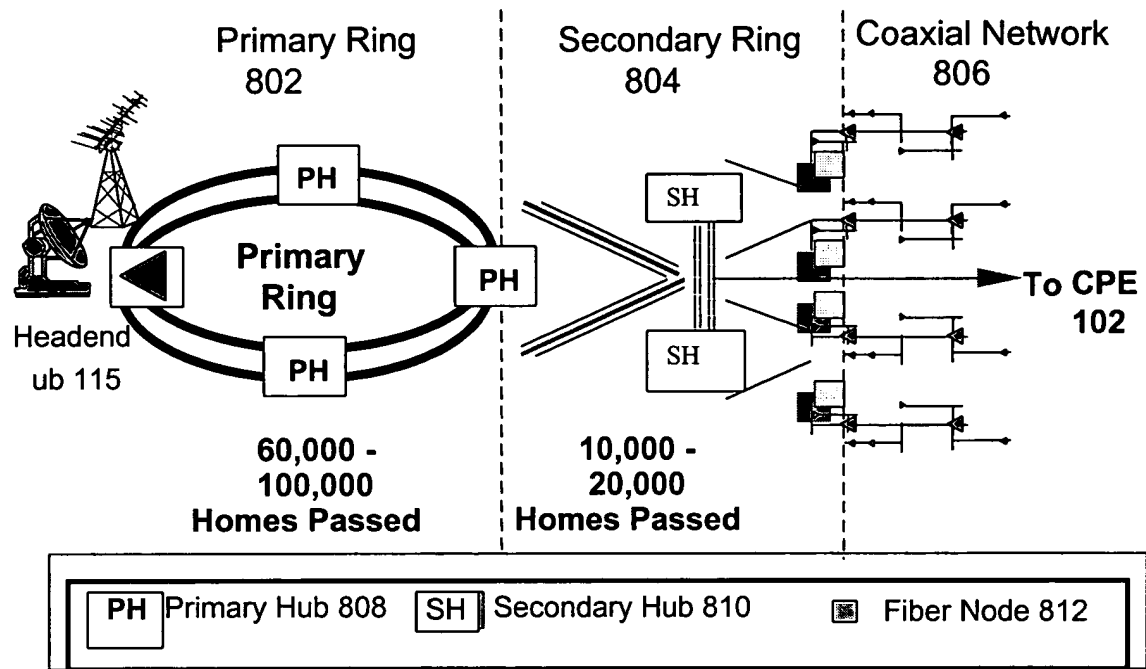 Primary Ring
802
Secondary Ring
804
Coaxial Network
806
PH
SH
Primary
Ring
PH
To CPE
102
Headend
ub 115
PH
SH
60,000 -
100,000
Homes Passed
10,000 -
20,000
Homes Passed
PH Primary Hub 808
SH Secondary Hub 810
Fiber Node 812